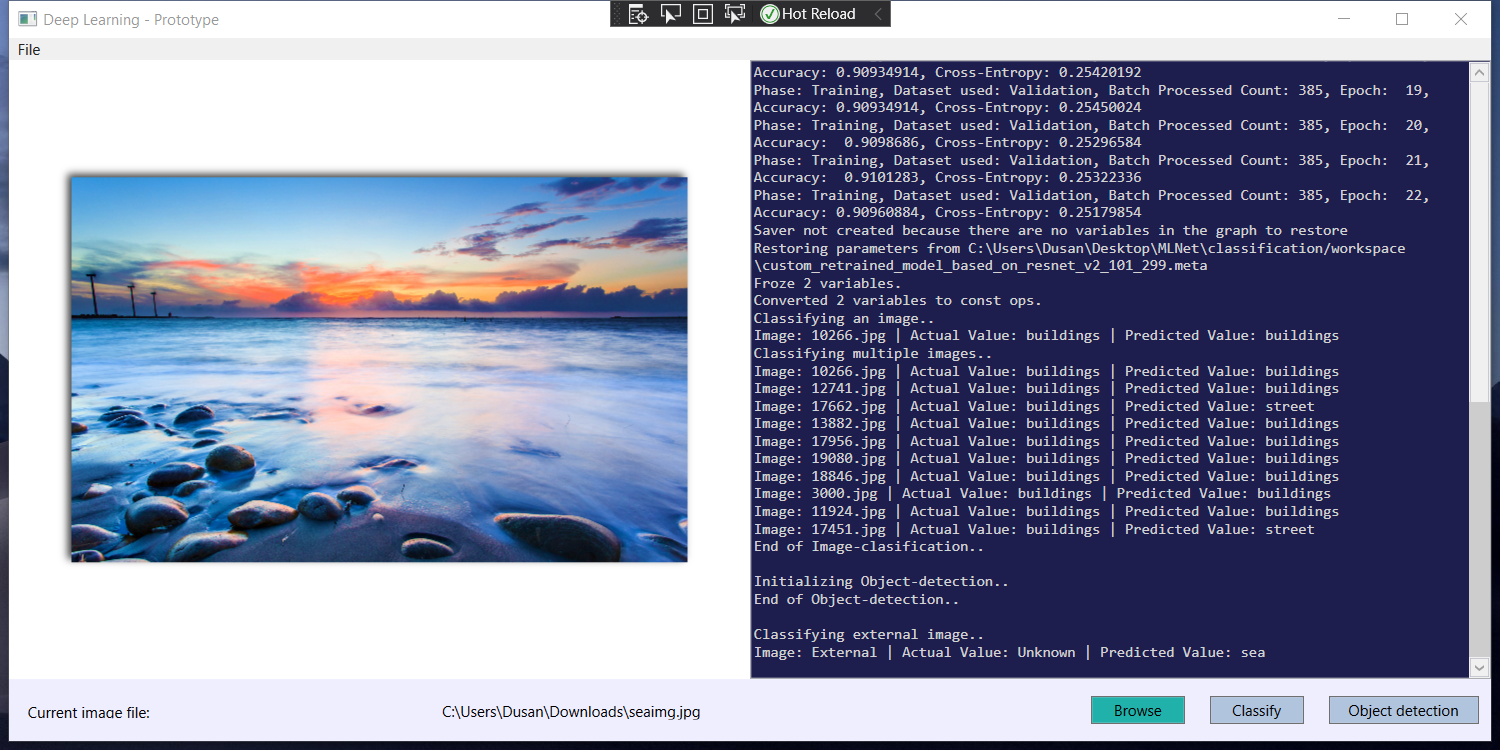 Deep Learning - Prototype
Hot Reload
File
Accuracy: 0.90934914, Cross-Entropy: 0.25420192
Phase: Training, Dataset used: Validation, Batch Processed Count: 385, Epoch:  19,
Accuracy: 0.90934914, Cross-Entropy: 0.25450024
Phase: Training, Dataset used: Validation, Batch Processed Count: 385, Epoch:  20,
Accuracy:  0.9098686, Cross-Entropy: 0.25296584
Phase: Training, Dataset used: Validation, Batch Processed Count: 385, Epoch:  21,
Accuracy:  0.9101283, Cross-Entropy: 0.25322336
Phase: Training, Dataset used: Validation, Batch Processed Count: 385, Epoch:  22,
Accuracy: 0.90960884, Cross-Entropy: 0.25179854
Saver not created because there are no variables in the graph to restore
Restoring parameters from C:\Users\Dusan\Desktop\MLNet\classification/workspace
\custom_retrained_model_based_on_resnet_v2_101_299.meta
Froze 2 variables.
Converted 2 variables to const ops.
Classifying an image..
Image: 10266.jpg | Actual Value: buildings | Predicted Value: buildings
Classifying multiple images..
Image: 10266.jpg | Actual Value: buildings | Predicted Value: buildings
Image: 12741.jpg | Actual Value: buildings | Predicted Value: buildings
Image: 17662.jpg | Actual Value: buildings | Predicted Value: street
Image: 13882.jpg | Actual Value: buildings | Predicted Value: buildings
Image: 17956.jpg | Actual Value: buildings | Predicted Value: buildings
Image: 19080.jpg | Actual Value: buildings | Predicted Value: buildings
Image: 18846.jpg | Actual Value: buildings | Predicted Value: buildings
Image: 3000.jpg | Actual Value: buildings | Predicted Value: buildings
Image: 11924.jpg | Actual Value: buildings | Predicted Value: buildings
Image: 17451.jpg | Actual Value: buildings | Predicted Value: street
End of Image-clasification..
Initializing Object-detection..
End of Object-detection..
Classifying external image..
Image: External | Actual Value: Unknown | Predicted Value: sea
Current image file:
C:\Users\Dusan\Downloads\seaimg.jpg
Browse
Classify
Object detection